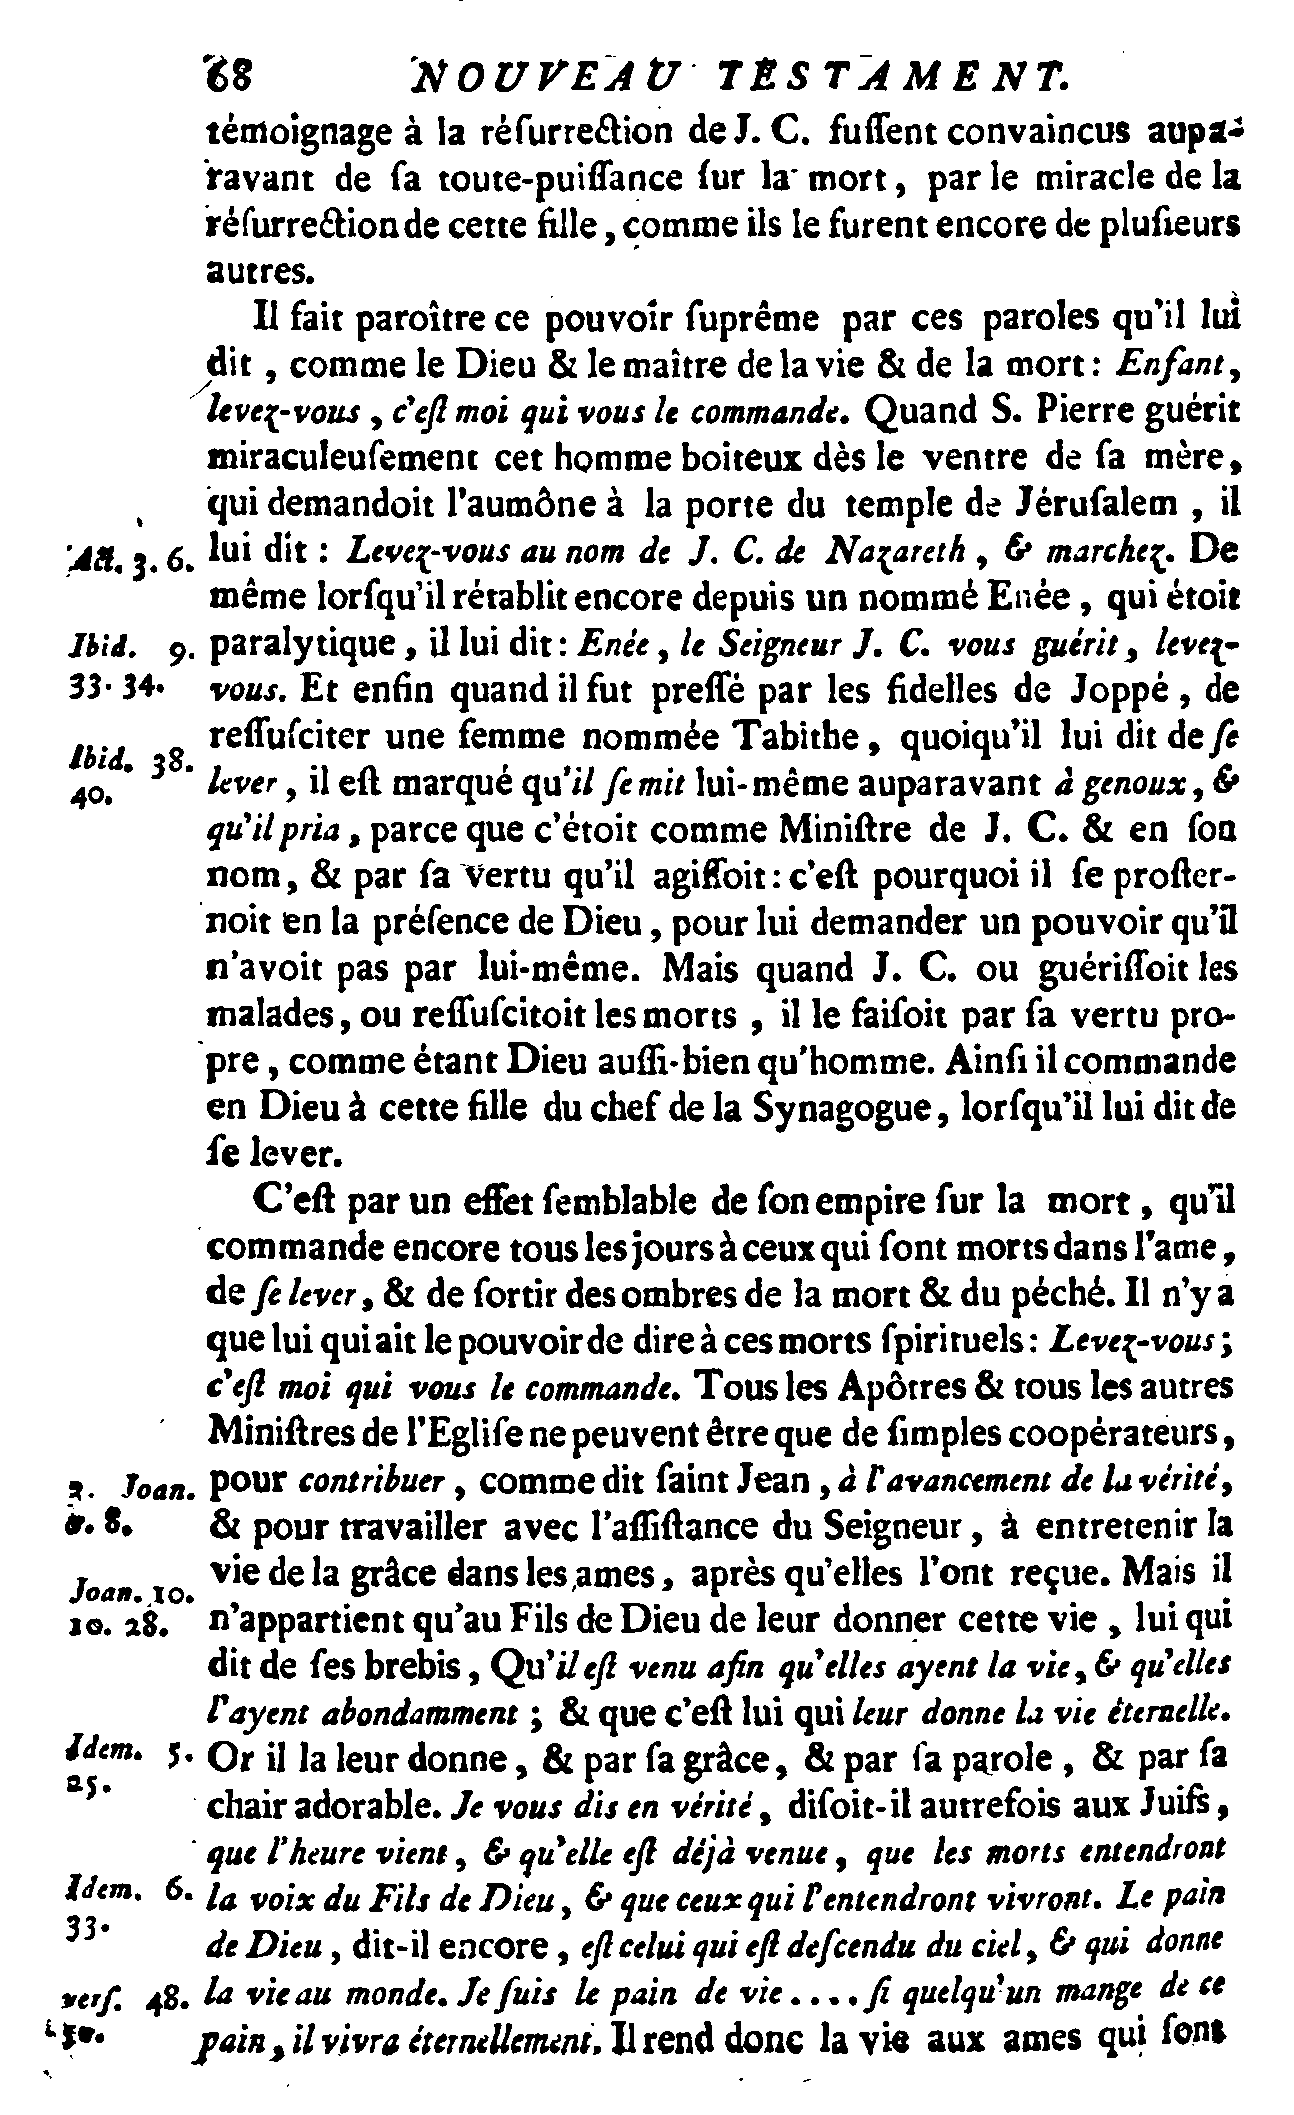 68 NOUVEAU TESTAMENT.
témoignage à la réſurrection de J. C. fuſſent convaincus aupa-
ravant de ſa toute-puiſſance ſur la mort, par le miracle de la
réſurrection de cette fille, comme ils le furent encore de pluſieurs
autres.
Il fait paroître ce pouvoir ſuprême par ces paroles qu'il lui
dit, comme le Dieu & le maître de la vie & de la mort: Enfant,
levez-vous, c'eſt moi qui vous le commande. Quand S. Pierre guérit
miraculeuſement cet homme boiteux dès le ventre de ſa mère,
qui demandoit l'aumône à la porte du temple de Jéruſalem, il
Act. 3. 6. lui dit : Levez-vous au nom de J. C. de Nazareth, & marchez. De
même lorſqu'il rétablit encore depuis un nommé Enée, qui étoit
Ibid. 9. paralytique, il lui dit: Enée, le Seigneur J. C. vous guérit, levez-
33. 34. vous. Et enfin quand il fut preſſé par les fidelles de Joppé, de
reſſuſciter une femme nommée Tabithe, quoiqu'il lui dit de ſe
Ibid. 38. lever, il eſt marqué qu'il ſe mit lui-même auparavant à genoux, &
40. qu'il pria, parce que c'étoit comme Miniſtre de J. C. & en ſon
nom, & par ſa vertu qu'il agiſſoit: c'eſt pourquoi il ſe proſter-
noit en la préſence de Dieu, pour lui demander un pouvoir qu'il
n'avoit pas par lui-même. Mais quand J. C. ou guériſſoit les
malades, ou reſſuſcitoit les morts, il le faiſoit par ſa vertu pro-
pre, comme étant Dieu auſſi-bien qu'homme. Ainſi il commande
en Dieu à cette fille du chef de la Synagogue, lorſqu'il lui dit de
ſe lever.
C'eſt par un effet ſemblable de ſon empire ſur la mort, qu'il
commande encore tous les jours à ceux qui ſont morts dans l'ame,
de ſe lever, & de ſortir des ombres de la mort & du péché. Il n'y a
que lui qui ait le pouvoir de dire à ces morts ſpirituels: Levez-vous;
c'eſt moi qui vous le commande. Tous les Apôtres & tous les autres
Miniſtres de l'Egliſe ne peuvent être que de ſimples coopérateurs,
Joan. pour contribuer, comme dit ſaint Jean, à l'avancement de la vérité,
v. 8. & pour travailler avec l'aſſiſtance du Seigneur, à entretenir la
vie de la grâce dans les ames, après qu'elles l'ont reçue. Mais il
Joan. 10. n'appartient qu'au Fils de Dieu de leur donner cette vie, lui qui
10. 28. dit de ſes brebis, Qu'il eſt venu afin qu'elles ayent la vie, & qu'elles
l'ayent abondamment ; & que c'eſt lui qui leur donne la vie éternelle.
Idem. 5. Or il la leur donne, & par ſa grâce, & par ſa parole, & par ſa
25. chair adorable. Je vous dis en vérité, diſoit-il autrefois aux Juifs,
que l'heure vient, & qu'elle eſt déjà venue, que les morts entendront
Idem. 6. la voix du Fils de Dieu, & que ceux qui l'entendront vivront. Le pain
33. de Dieu, dit-il encore, eſt celui qui eſt deſcendu du ciel, & qui donne
verſ. 48. la vie au monde. Je ſuis le pain de vie.... ſi quelqu'un mange de ce
pain, il vivra éternellement. Il rend donc la vie aux ames qui ſont